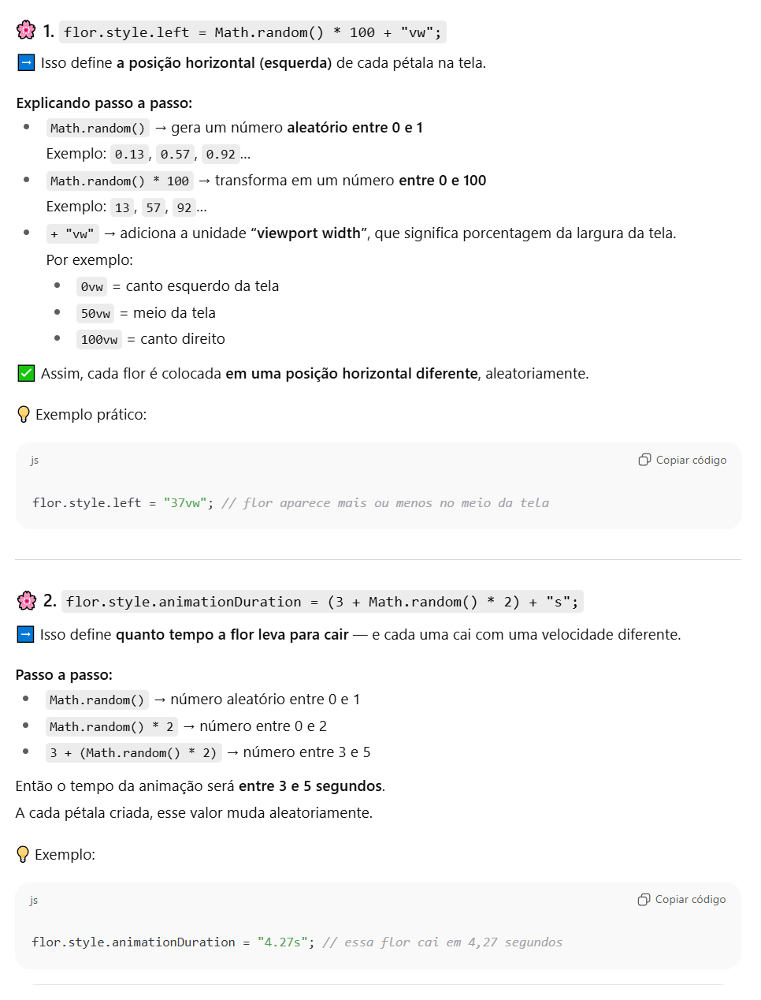 🌸 1. flor.style.left = Math.random() * 100 + "vw";
➡️ Isso define a posição horizontal (esquerda) de cada pétala na tela.
Explicando passo a passo:
• Math.random() → gera um número aleatório entre 0 e 1
Exemplo: 0.13, 0.57, 0.92...
• Math.random() * 100 → transforma em um número entre 0 e 100
Exemplo: 13, 57, 92...
• + "vw" → adiciona a unidade “viewport width”, que significa porcentagem da largura da tela.
Por exemplo:
• 0vw = canto esquerdo da tela
• 50vw = meio da tela
• 100vw = canto direito
✅ Assim, cada flor é colocada em uma posição horizontal diferente, aleatoriamente.
💡 Exemplo prático:
js Copiar código
flor.style.left = "37vw"; // flor aparece mais ou menos no meio da tela
🌸 2. flor.style.animationDuration = (3 + Math.random() * 2) + "s";
➡️ Isso define quanto tempo a flor leva para cair — e cada uma cai com uma velocidade diferente.
Passo a passo:
• Math.random() → número aleatório entre 0 e 1
• Math.random() * 2 → número entre 0 e 2
• 3 + (Math.random() * 2) → número entre 3 e 5
Então o tempo da animação será entre 3 e 5 segundos.
A cada pétala criada, esse valor muda aleatoriamente.
💡 Exemplo:
js Copiar código
flor.style.animationDuration = "4.27s"; // essa flor cai em 4,27 segundos